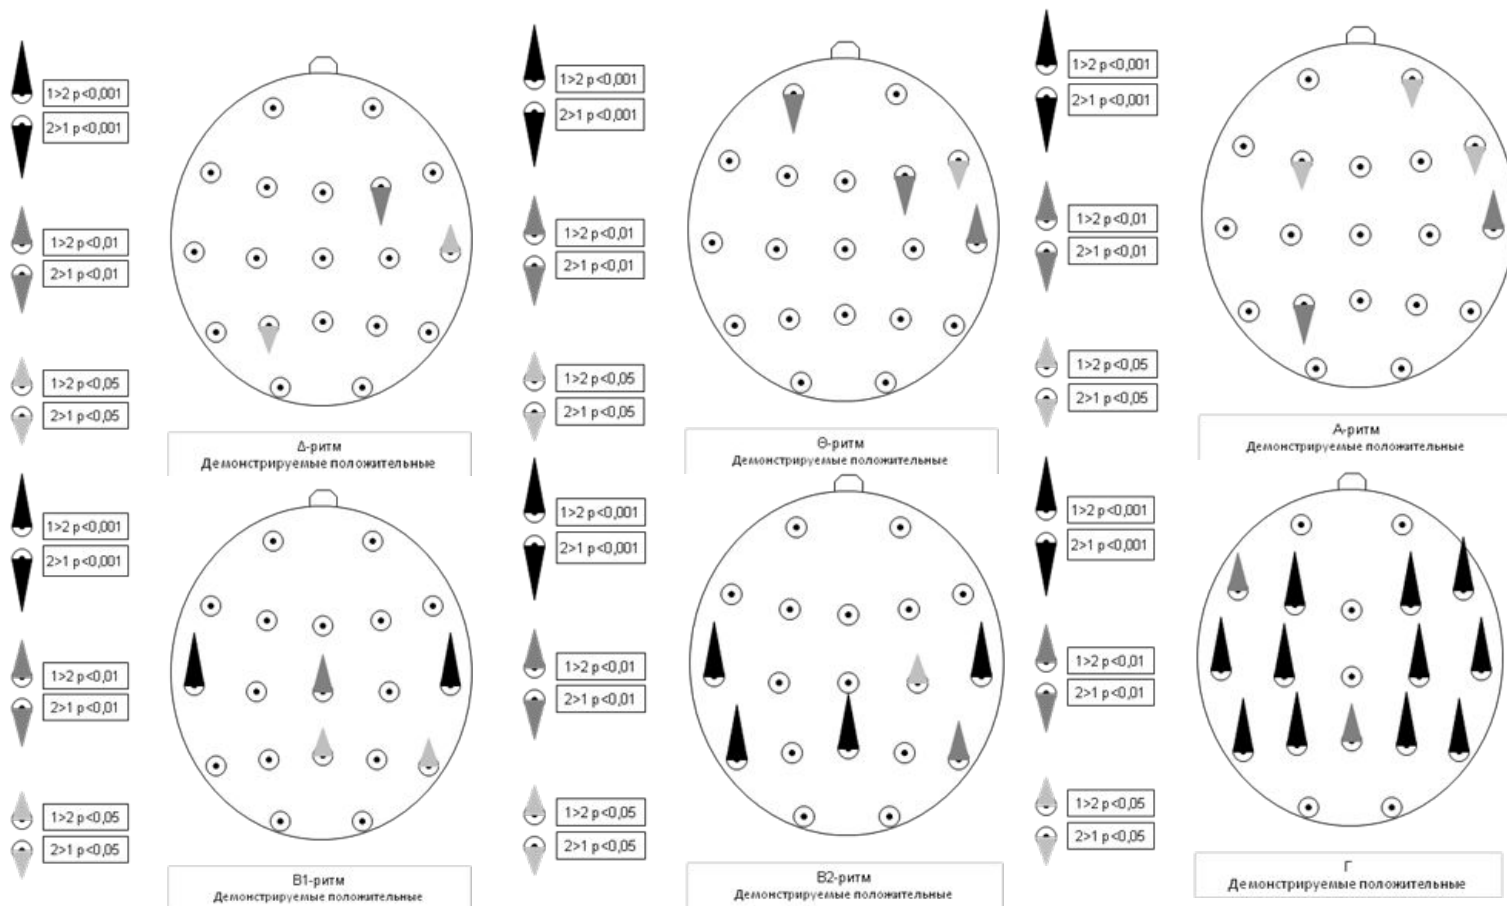 1>2 p<0,001
2>1 p<0,001
1>2 p<0,01
2>1 p<0,01
1>2 p<0,05
2>1 p<0,05
Δ-ритм
Демонстрируемые положительные
1>2 p<0,001
2>1 p<0,001
1>2 p<0,01
2>1 p<0,01
1>2 p<0,05
2>1 p<0,05
Θ-ритм
Демонстрируемые положительные
1>2 p<0,001
2>1 p<0,001
1>2 p<0,01
2>1 p<0,01
1>2 p<0,05
2>1 p<0,05
А-ритм
Демонстрируемые положительные
1>2 p<0,001
2>1 p<0,001
1>2 p<0,01
2>1 p<0,01
1>2 p<0,05
2>1 p<0,05
В1-ритм
Демонстрируемые положительные
1>2 p<0,001
2>1 p<0,001
1>2 p<0,01
2>1 p<0,01
1>2 p<0,05
2>1 p<0,05
В2-ритм
Демонстрируемые положительные
1>2 p<0,001
2>1 p<0,001
1>2 p<0,01
2>1 p<0,01
1>2 p<0,05
2>1 p<0,05
Г
Демонстрируемые положительные